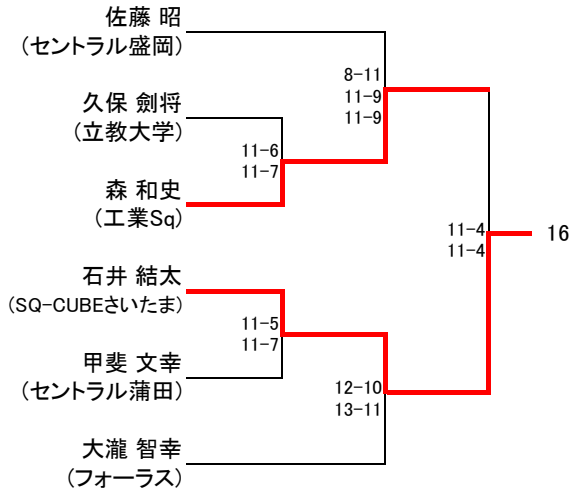 佐藤 昭
(セントラル盛岡)
8-11
11-9
11-9
久保 劍将
(立教大学)
11-6
11-7
森 和史
(工業Sq)
11-4
11-4
16
石井 結太
(SQ-CUBEさいたま)
11-5
11-7
甲斐 文幸
(セントラル蒲田)
12-10
13-11
大瀧 智幸
(フォーラス)